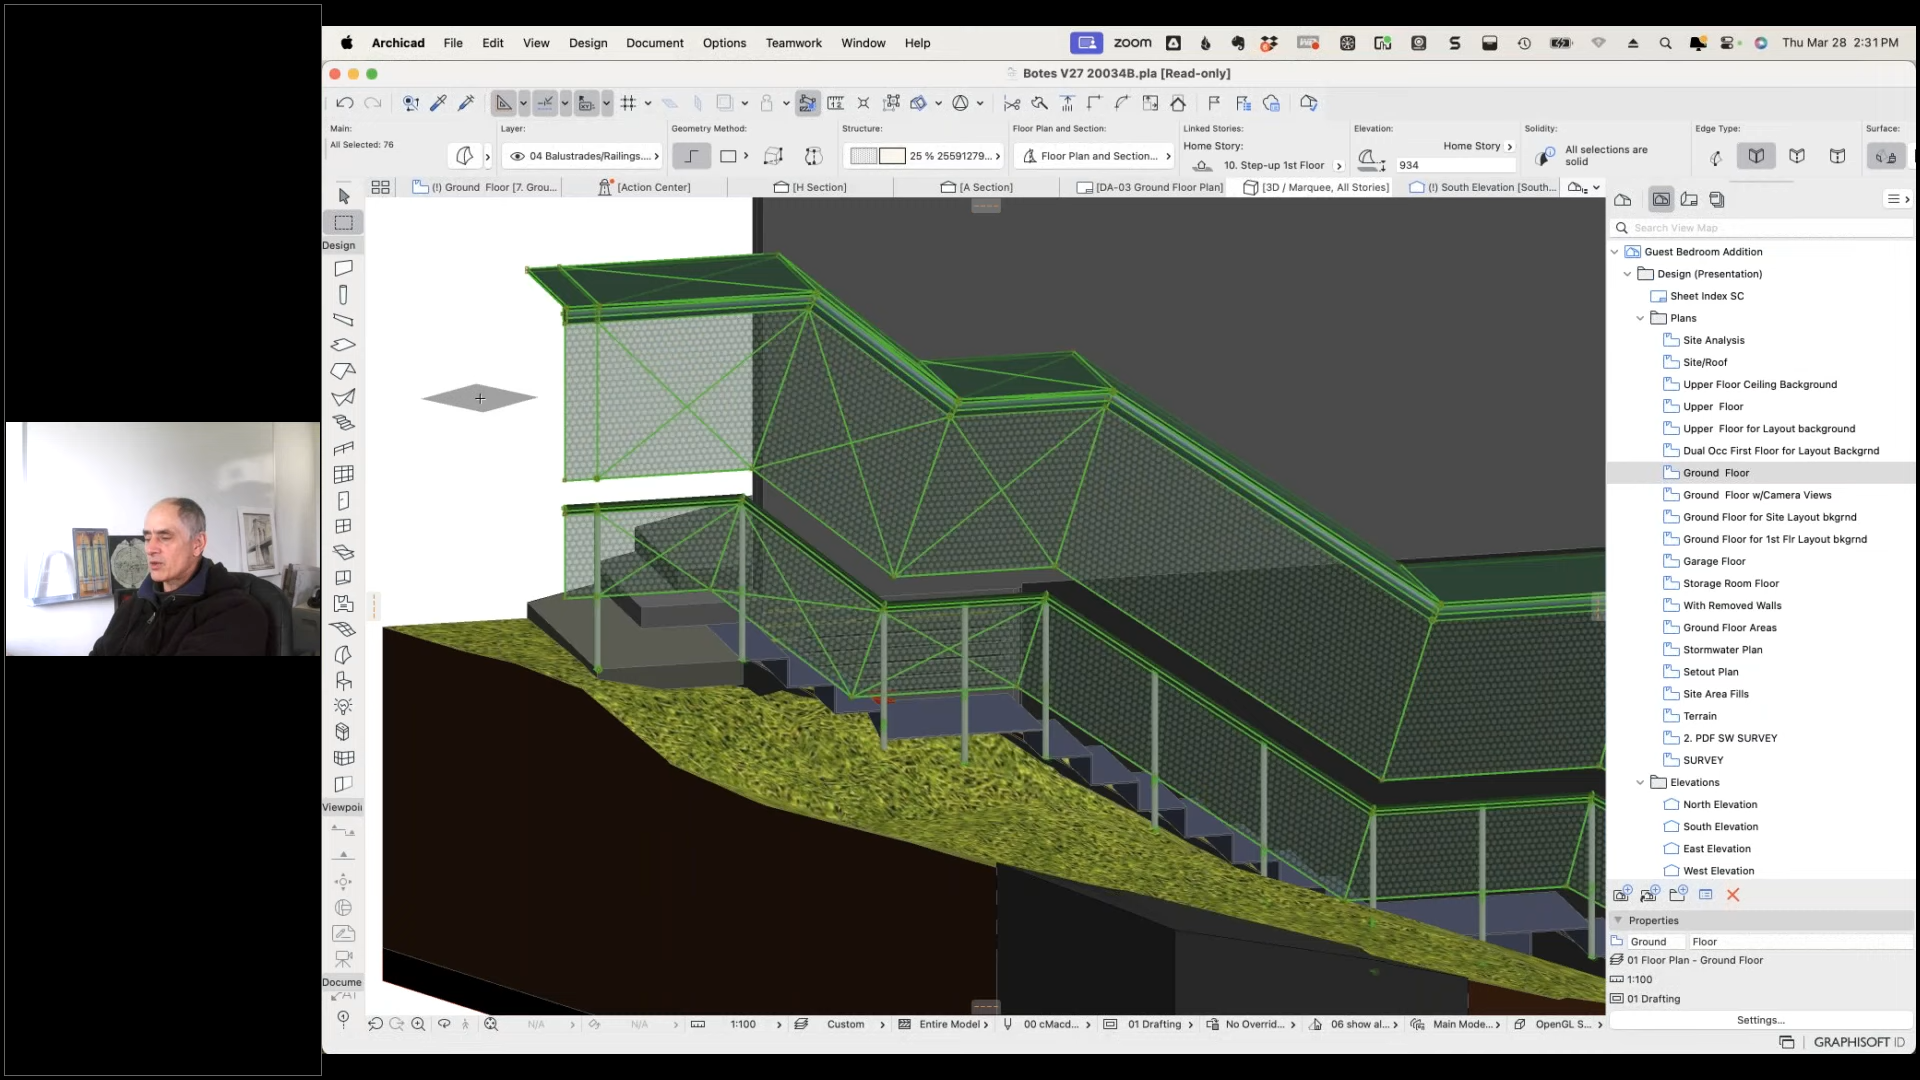 Archicad File Edit View Design Document Options Teamwork Window Help zoom Thu Mar 28 2:31 PM
Botes V27 20034B.pla [Read-only]
Main: Layer: Geometry Method: Structure: Floor Plan and Section: Linked Stories: Elevation: Solidity: Edge Type: Surface:
All Selected: 76
04 Balustrades/Railings....
25 % 25591279...
Floor Plan and Section...
Home Story:
10. Step-up 1st Floor
Home Story
934
All selections are
solid
(!) Ground Floor [7. Grou...
[Action Center]
[H Section]
[A Section]
[DA-03 Ground Floor Plan]
[3D / Marquee, All Stories]
(!) South Elevation [South...
Design
Viewpoi
Docume
Search View Map
Guest Bedroom Addition
Design (Presentation)
Sheet Index SC
Plans
Site Analysis
Site/Roof
Upper Floor Ceiling Background
Upper Floor
Upper Floor for Layout background
Dual Occ First Floor for Layout Backgrnd
Ground Floor
Ground Floor w/Camera Views
Ground Floor for Site Layout bkgrnd
Ground Floor for 1st Flr Layout bkgrnd
Garage Floor
Storage Room Floor
With Removed Walls
Ground Floor Areas
Stormwater Plan
Setout Plan
Site Area Fills
Terrain
2. PDF SW SURVEY
SURVEY
Elevations
North Elevation
South Elevation
East Elevation
West Elevation
Properties
Ground Floor
01 Floor Plan - Ground Floor
1:100
01 Drafting
Settings...
N/A N/A 1:100 Custom Entire Model 00 cMacd... 01 Drafting No Overrid... 06 show al... Main Mode... OpenGL S...
GRAPHISOFT ID